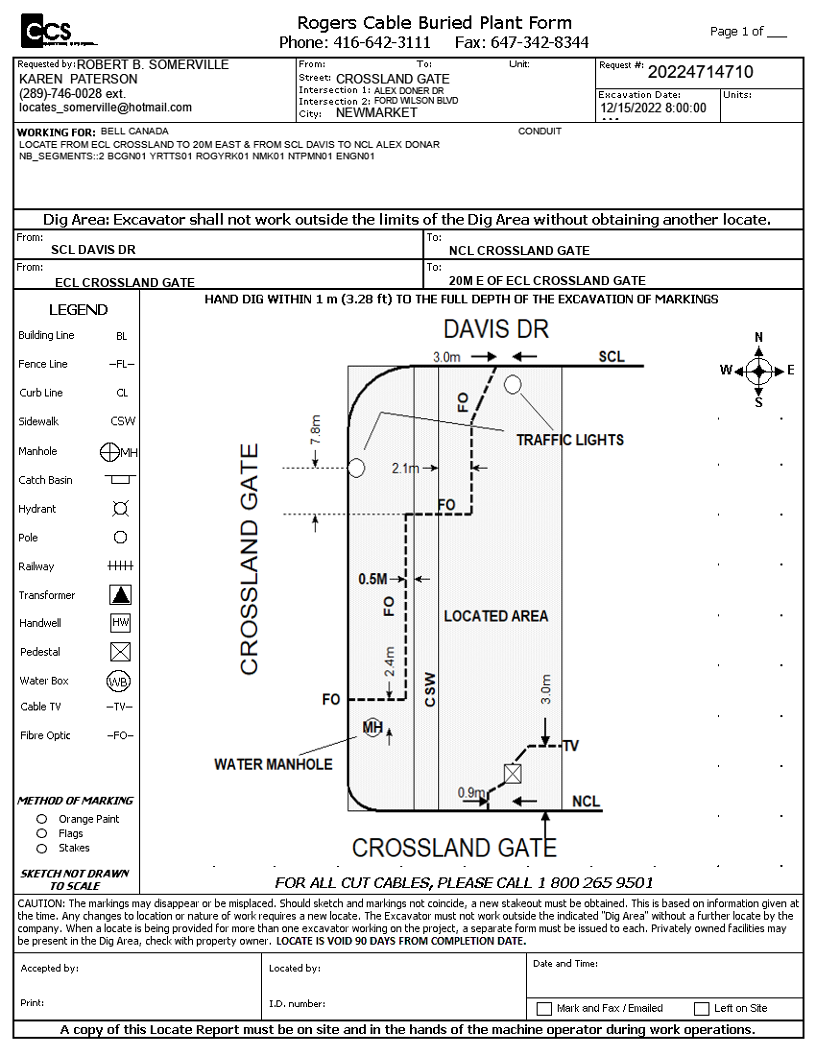 CCS
Rogers Cable Buried Plant Form
Phone: 416-642-3111 Fax: 647-342-8344
Page 1 of ___
Requested by: ROBERT B. SOMERVILLE
KAREN PATERSON
(289)-746-0028 ext.
locates_somerville@hotmail.com
From: To: Unit:
Street: CROSSLAND GATE
Intersection 1: ALEX DONER DR
Intersection 2: FORD WILSON BLVD
City: NEWMARKET
Request #: 20224714710
Excavation Date: Units:
12/15/2022 8:00:00
WORKING FOR: BELL CANADA CONDUIT
LOCATE FROM ECL CROSSLAND TO 20M EAST & FROM SCL DAVIS TO NCL ALEX DONAR
NB_SEGMENTS::2 BCGN01 YRTTS01 ROGYRK01 NMK01 NTPMN01 ENGN01
Dig Area: Excavator shall not work outside the limits of the Dig Area without obtaining another locate.
From: SCL DAVIS DR
To: NCL CROSSLAND GATE
From: ECL CROSSLAND GATE
To: 20M E OF ECL CROSSLAND GATE
HAND DIG WITHIN 1 m (3.28 ft) TO THE FULL DEPTH OF THE EXCAVATION OF MARKINGS
LEGEND
Building Line BL
Fence Line –FL–
Curb Line CL
Sidewalk CSW
Manhole MH
Catch Basin
Hydrant
Pole
Railway
Transformer
Handwell HW
Pedestal
Water Box WB
Cable TV –TV–
Fibre Optic –FO–
METHOD OF MARKING
Orange Paint
Flags
Stakes
SKETCH NOT DRAWN
TO SCALE
DAVIS DR
3.0m
SCL
N
W E
S
FO
7.8m
TRAFFIC LIGHTS
2.1m
CROSSLAND GATE
FO
0.5M
FO
LOCATED AREA
2.4m
CSW
3.0m
FO
MH
TV
WATER MANHOLE
0.9m
NCL
CROSSLAND GATE
FOR ALL CUT CABLES, PLEASE CALL 1 800 265 9501
CAUTION: The markings may disappear or be misplaced. Should sketch and markings not coincide, a new stakeout must be obtained. This is based on information given at
the time. Any changes to location or nature of work requires a new locate. The Excavator must not work outside the indicated "Dig Area" without a further locate by the
company. When a locate is being provided for more than one excavator working on the project, a separate form must be issued to each. Privately owned facilities may
be present in the Dig Area, check with property owner. LOCATE IS VOID 90 DAYS FROM COMPLETION DATE.
Accepted by:
Located by:
Date and Time:
Print:
I.D. number:
Mark and Fax / Emailed
Left on Site
A copy of this Locate Report must be on site and in the hands of the machine operator during work operations.